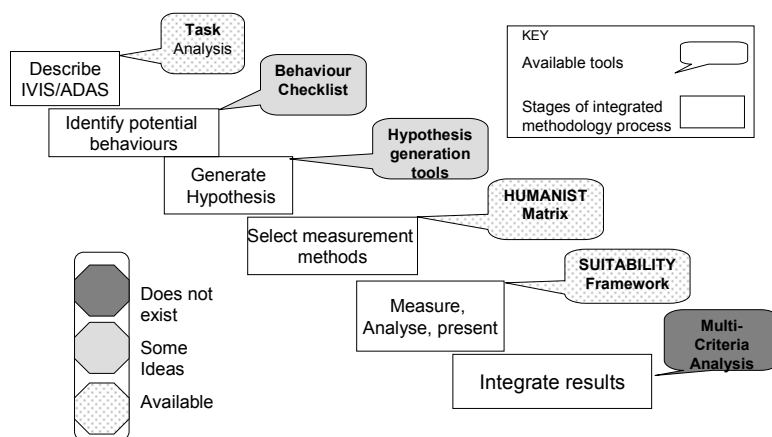 Task
Analysis
Describe
IVIS/ADAS
Behaviour
Checklist
Identify potential
behaviours
Hypothesis
generation
tools
Generate
Hypothesis
HUMANIST
Matrix
Select measurement
methods
SUITABILITY
Framework
Measure,
Analyse, present
Multi-
Criteria
Analysis
Integrate results
KEY
Available tools
Stages of integrated
methodology process
Does not
exist
Some
Ideas
Available